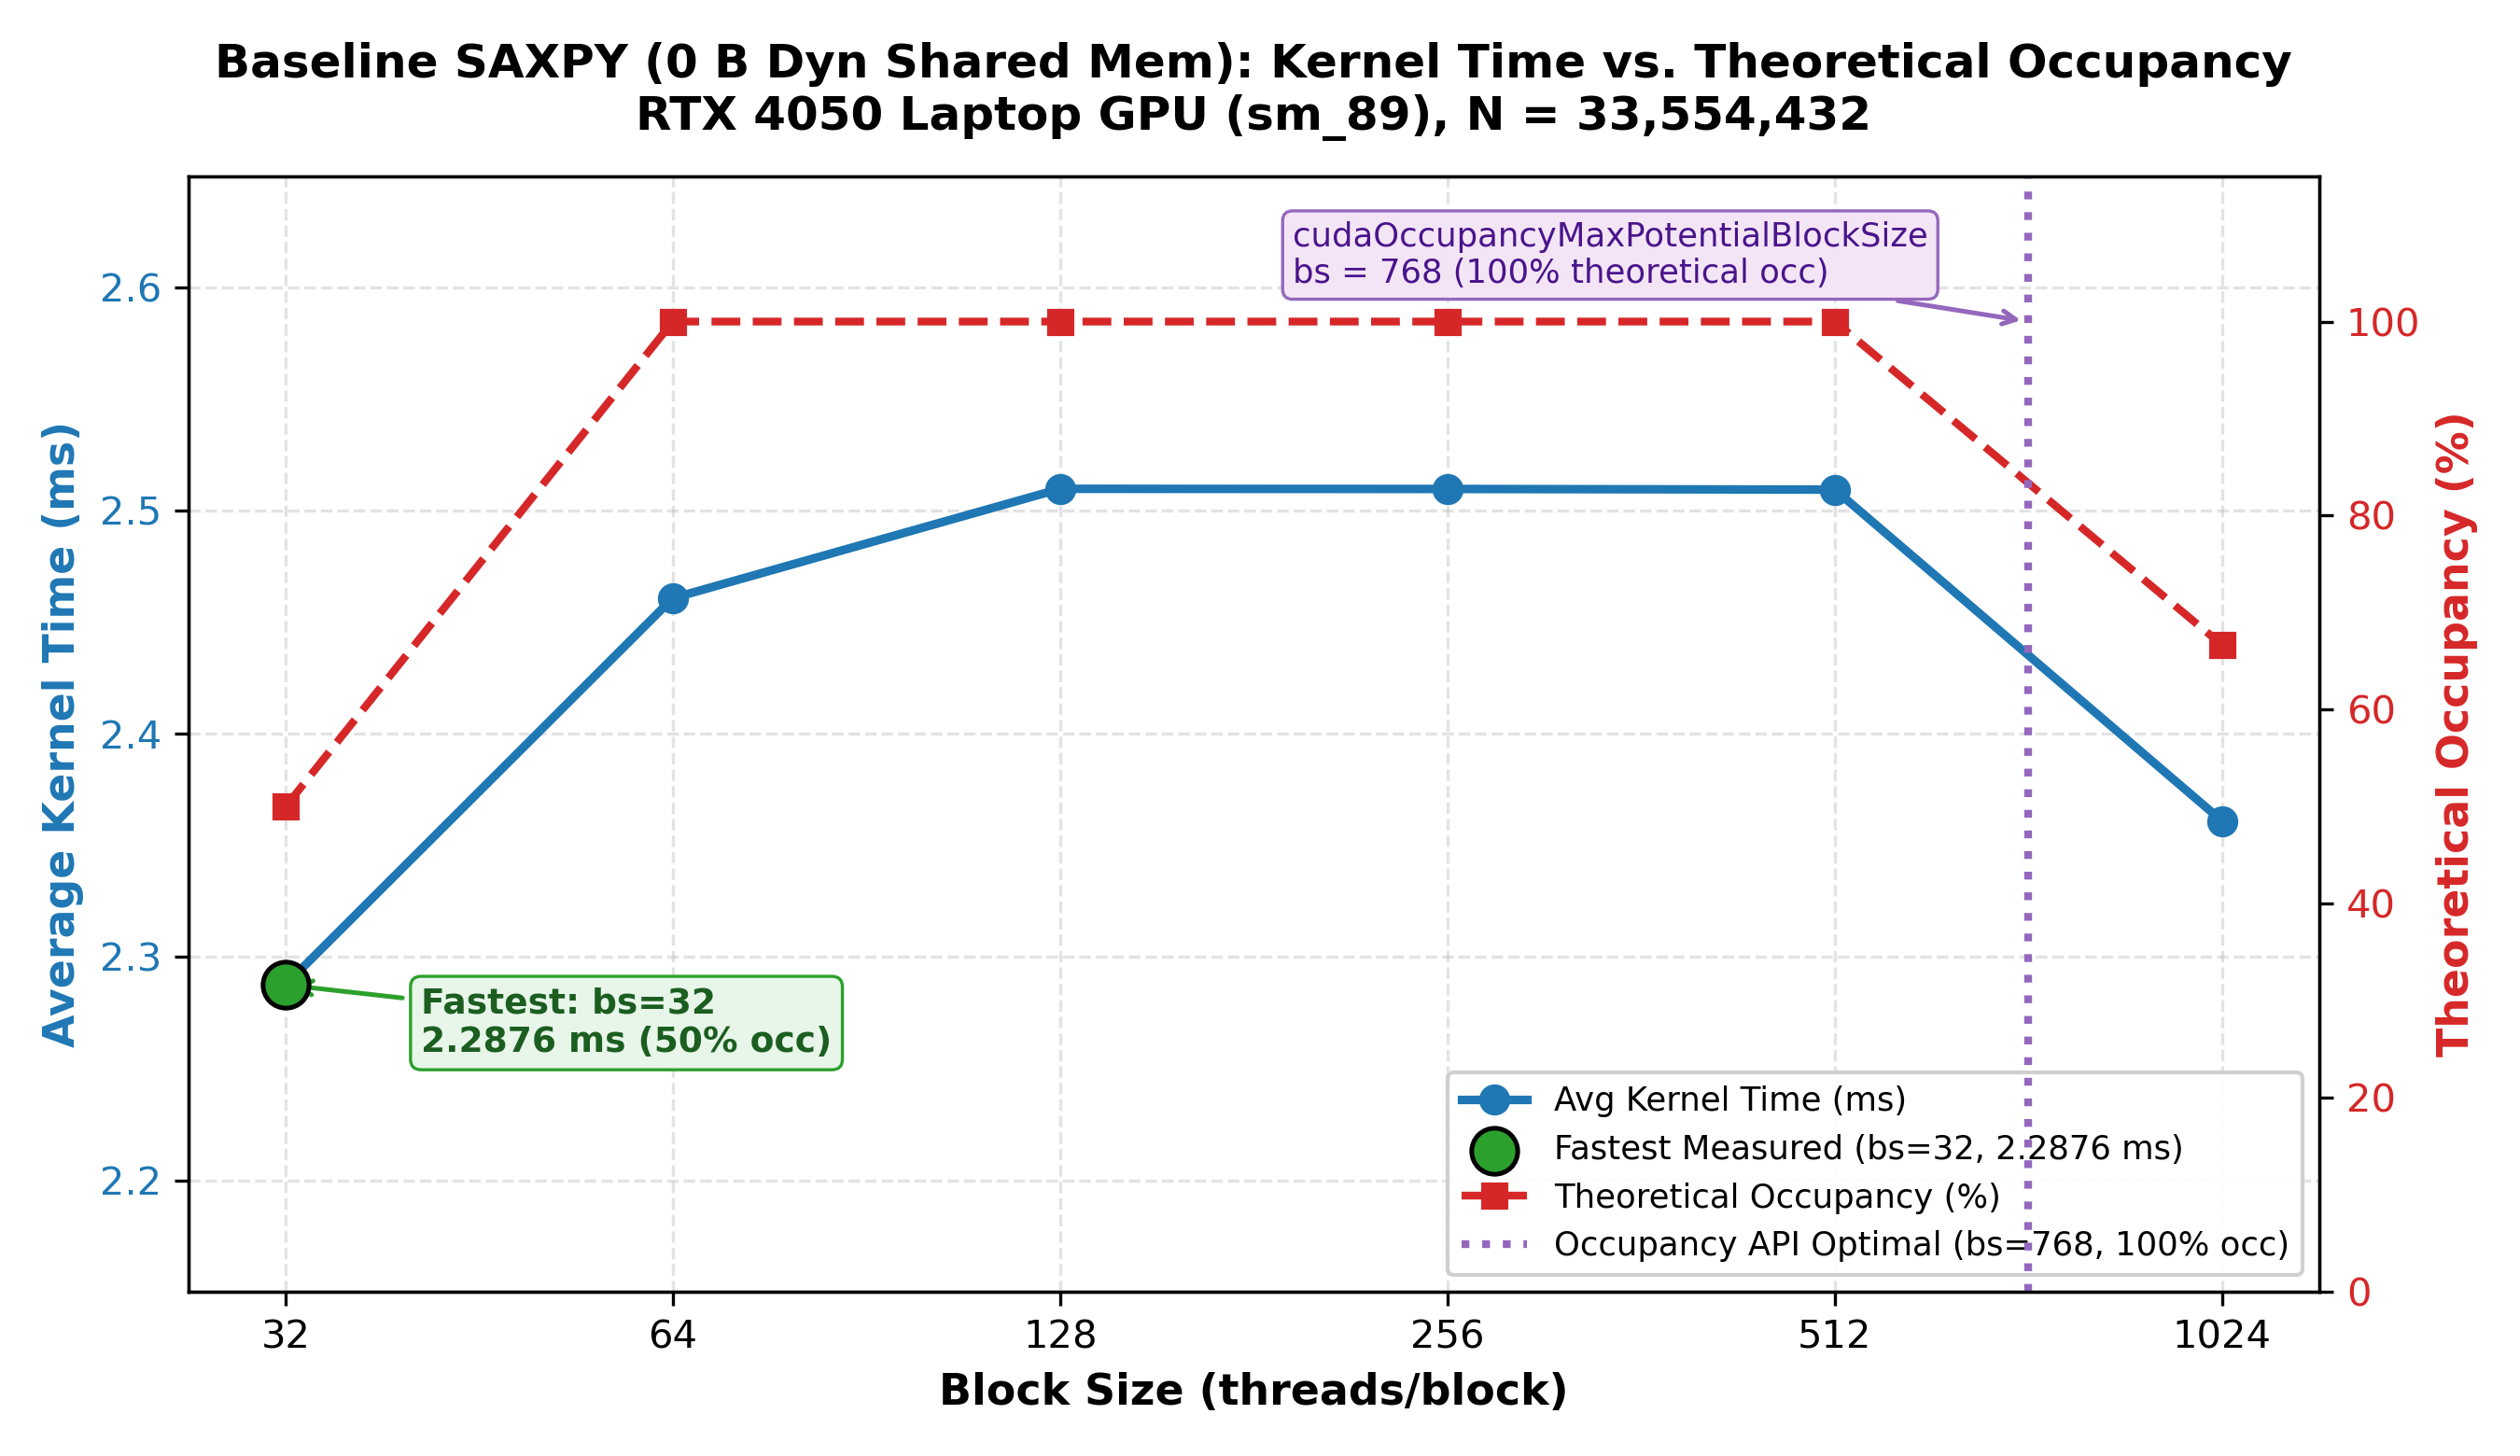 Baseline SAXPY (0 B Dyn Shared Mem): Kernel Time vs. Theoretical Occupancy
RTX 4050 Laptop GPU (sm_89), N = 33,554,432
cudaOccupancyMaxPotentialBlockSize
bs = 768 (100% theoretical occ)
Average Kernel Time (ms)
2.6
2.5
2.4
2.3
2.2
Theoretical Occupancy (%)
100
80
60
40
20
0
Fastest: bs=32
2.2876 ms (50% occ)
Avg Kernel Time (ms)
Fastest Measured (bs=32, 2.2876 ms)
Theoretical Occupancy (%)
Occupancy API Optimal (bs=768, 100% occ)
32 64 128 256 512 1024
Block Size (threads/block)